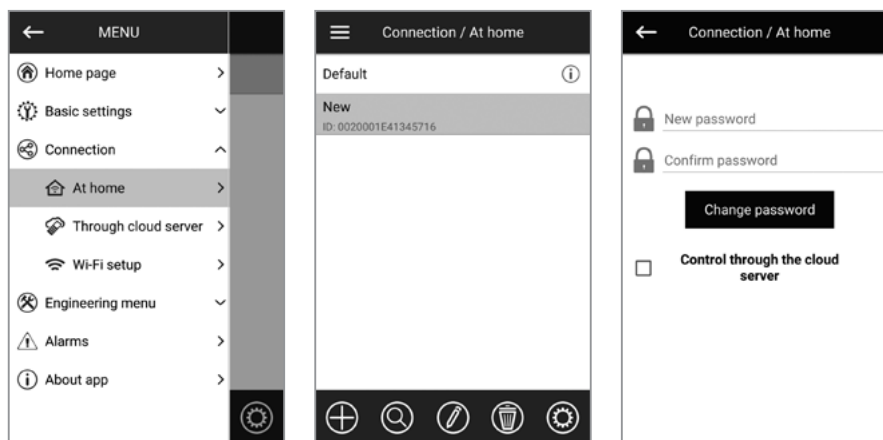 MENU
Home page
Basic settings
Connection
At home
Through cloud server
Wi-Fi setup
Engineering menu
Alarms
About app
Connection / At home
Default
New
ID: 0020001E41345716
Connection / At home
New password
Confirm password
Change password
Control through the cloud
server